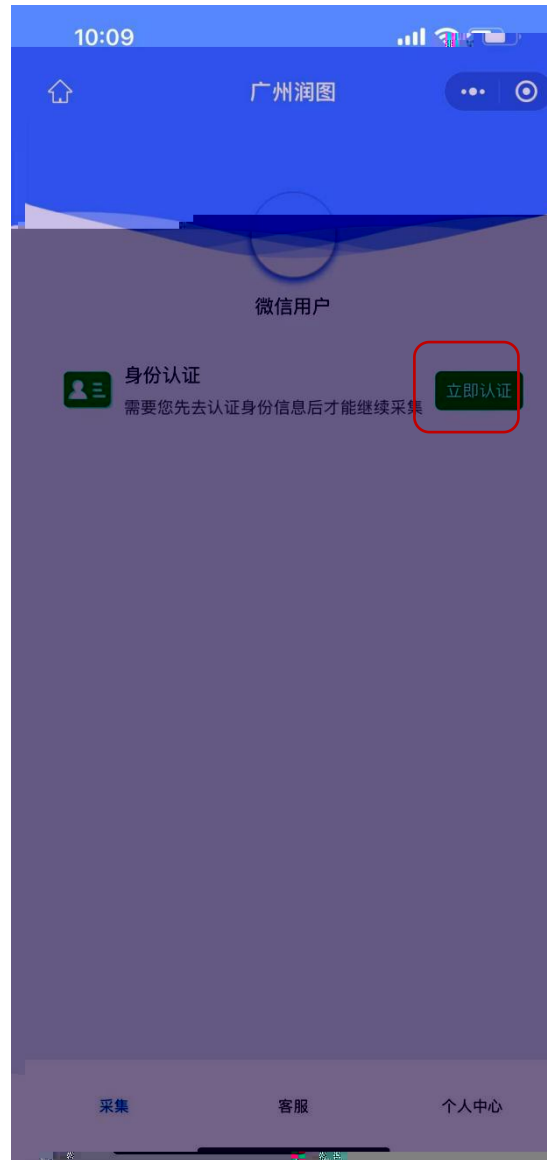 10:09
广州润图
微信用户
身份认证
需要您先去认证身份信息后才能继续采集
立即认证
采集 客服 个人中心